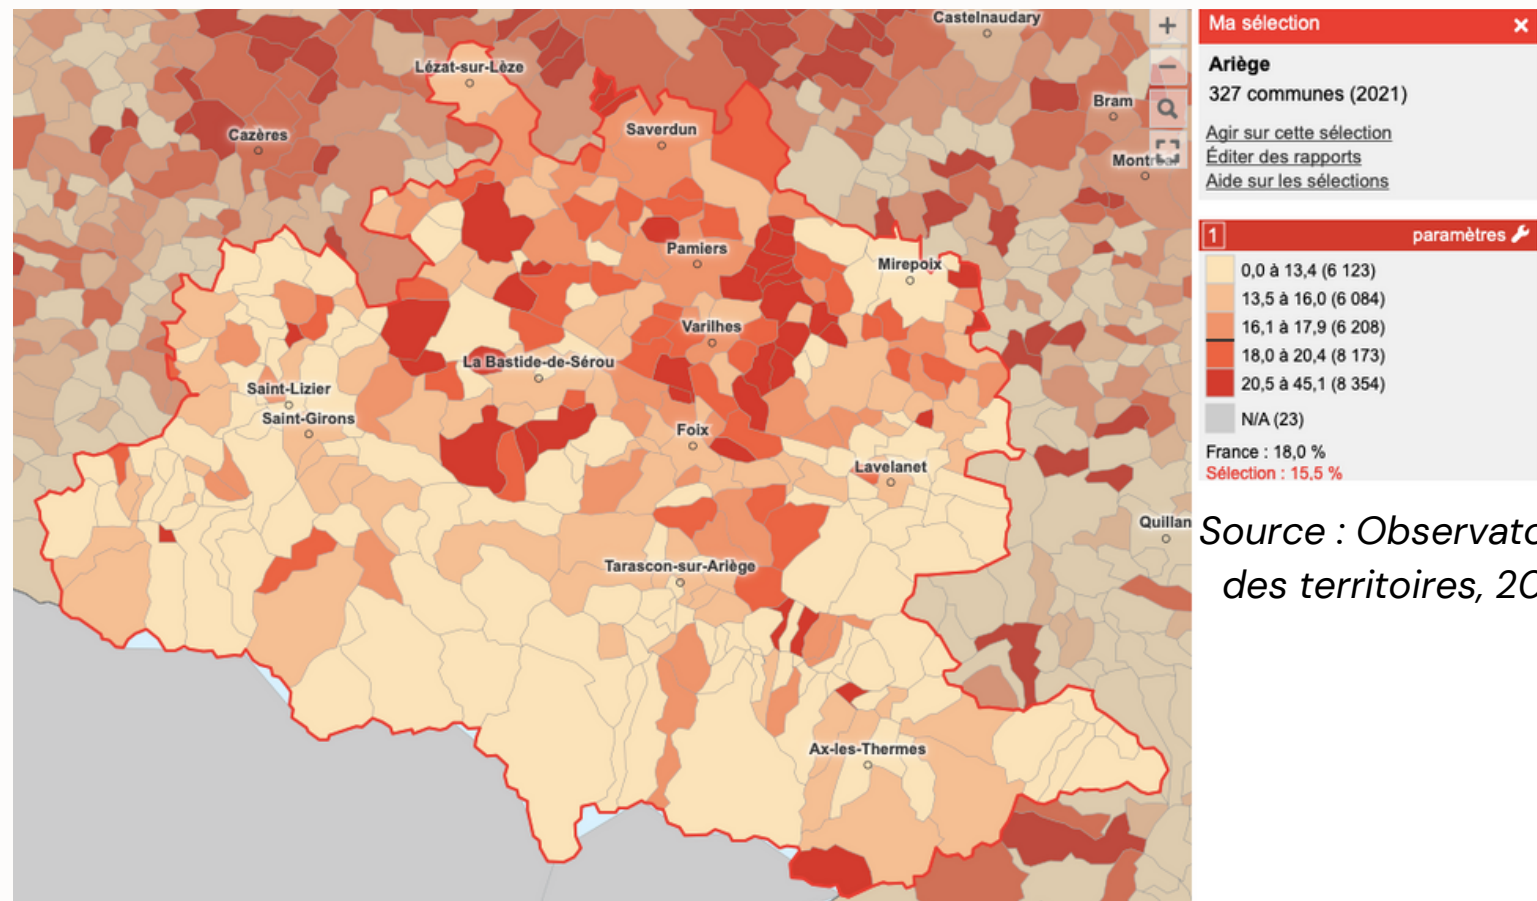 Castelnaudary
Lézat-sur-Lèze
Bram
Cazères
Saverdun
Pamiers
Mirepoix
Varilhes
La Bastide-de-Sérou
Saint-Lizier
Saint-Girons
Foix
Lavelanet
Quillan
Tarascon-sur-Ariège
Ax-les-Thermes
+
−
Ma sélection
Ariège
327 communes (2021)
Agir sur cette sélection
Éditer des rapports
Aide sur les sélections
1 paramètres
0,0 à 13,4 (6 123)
13,5 à 16,0 (6 084)
16,1 à 17,9 (6 208)
18,0 à 20,4 (8 173)
20,5 à 45,1 (8 354)
N/A (23)
France : 18,0 %
Sélection : 15,5 %
Source :
des territoires,